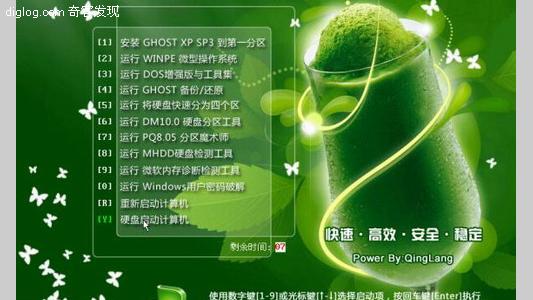 diglog.com 奇客发现
[1] 安装 GHOST XP SP3 到第一分区
[2] 运行 WINPE 微型操作系统
[3] 运行 DOS增强版与工具集
[4] 运行 GHOST 备份/还原
[5] 运行 将硬盘快速分为四个区
[6] 运行 DM10.0 硬盘分区工具
[7] 运行 PQ8.05 分区魔术师
[8] 运行 MHDD硬盘检测工具
[9] 运行 微软内存诊断检测工具
[0] 运行 Windows用户密码破解
[R] 重新启动计算机
[Y] 硬盘启动计算机
快速·高效·安全·稳定
剩余时间: 07
Power By:QingLang
使用数字键[1-9]或光标键[↑-↓]选择启动项，按回车键[Enter]执行